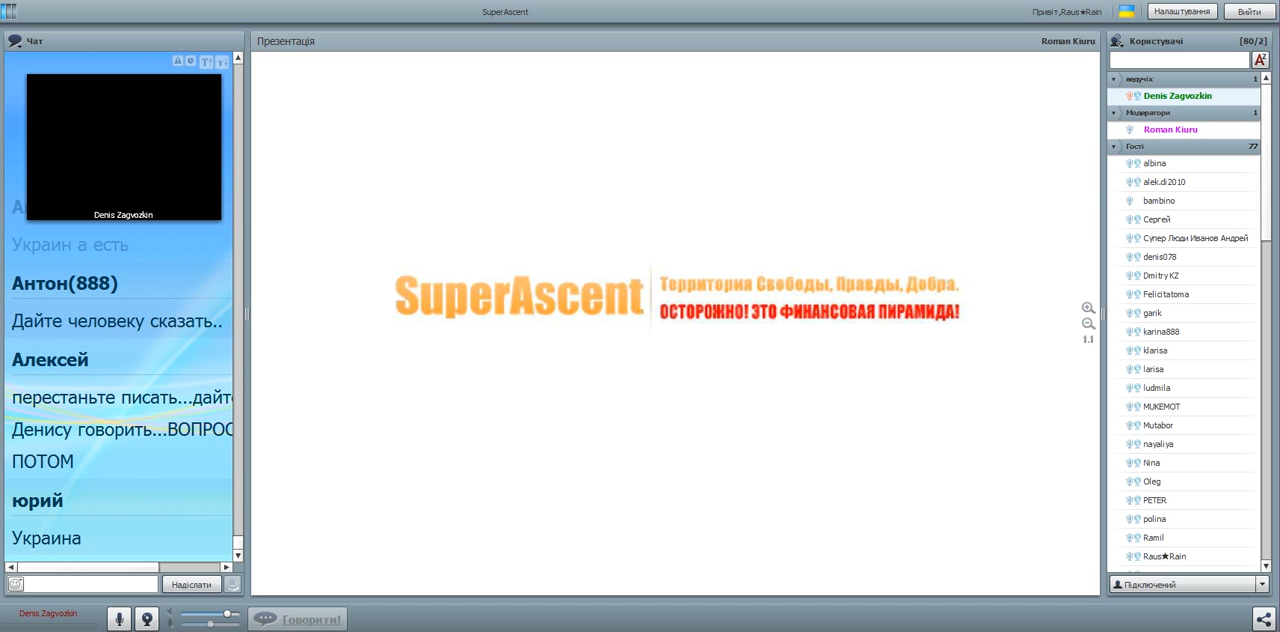 SuperAscent
Привіт,Raus★Rain
Налаштування
Вийти
Чат
Denis Zagvozkin
Украин а есть
Антон(888)
Дайте человеку сказать..
Алексей
перестаньте писать...дайте
Денису говорить...ВОПРОС
ПОТОМ
юрий
Украина
Надіслати
Презентація
Roman Kiuru
SuperAscent
Территория Свободы, Правды, Добра.
ОСТОРОЖНО! ЭТО ФИНАНСОВАЯ ПИРАМИДА!
1.1
Користувачі [80/2]
ведучіх 1
Denis Zagvozkin
Модератори 1
Roman Kiuru
Гості 77
albina
alek.di2010
bambino
Сергей
Супер Люди Иванов Андрей
denis078
Dmitry KZ
Felicitatoma
garik
karina888
klarisa
larisa
ludmila
MUKEMOT
Mutabor
nayaliya
Nina
Oleg
PETER
polina
Ramil
Raus★Rain
Підключений
Denis Zagvozkin
Говорити!